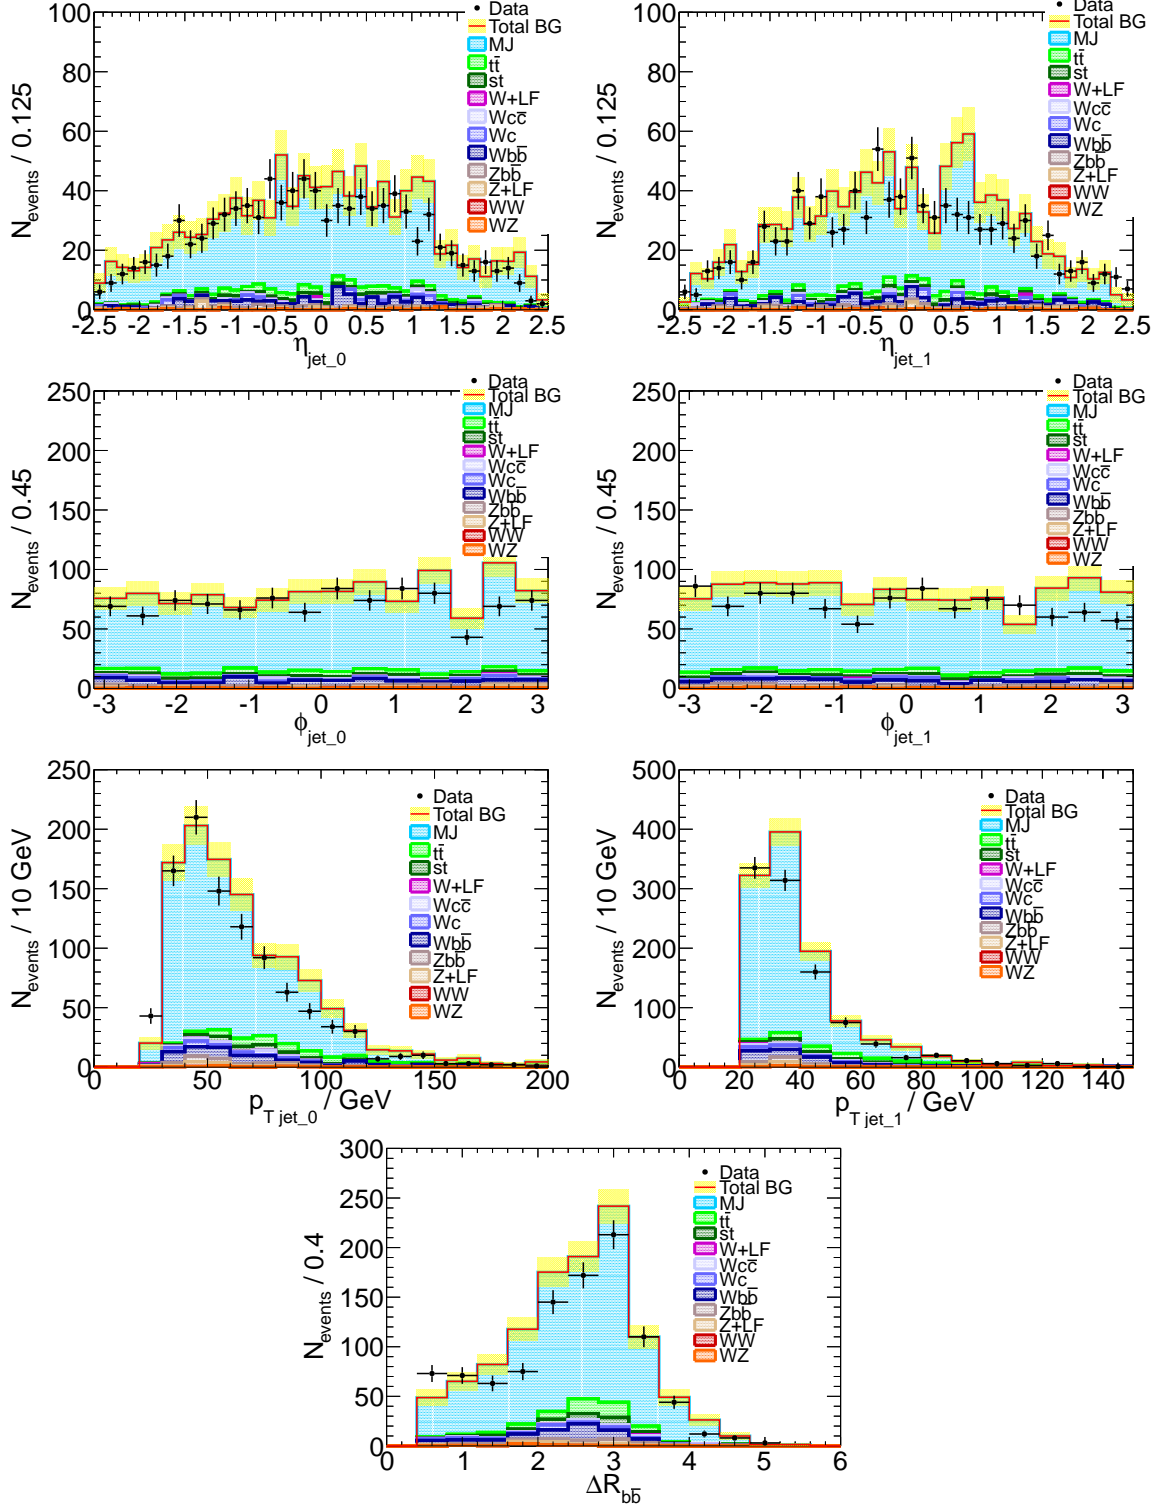 100
80
60
40
20
0
-2.5 -2 -1.5 -1 -0.5 0 0.5 1 1.5 2 2.5
N_events / 0.125
η_jet_0
Data
Total BG
MJ
tt̄
st
W+LF
Wcc̄
Wc
Wbb̄
Zbb̄
Z+LF
WW
WZ
100
80
60
40
20
0
-2.5 -2 -1.5 -1 -0.5 0 0.5 1 1.5 2 2.5
N_events / 0.125
η_jet_1
Data
Total BG
MJ
tt̄
st
W+LF
Wcc̄
Wc
Wbb̄
Zbb̄
Z+LF
WW
WZ
250
200
150
100
50
0
-3 -2 -1 0 1 2 3
N_events / 0.45
ϕ_jet_0
Data
Total BG
MJ
tt̄
st
W+LF
Wcc̄
Wc
Wbb̄
Zbb̄
Z+LF
WW
WZ
250
200
150
100
50
0
-3 -2 -1 0 1 2 3
N_events / 0.45
ϕ_jet_1
Data
Total BG
MJ
tt̄
st
W+LF
Wcc̄
Wc
Wbb̄
Zbb̄
Z+LF
WW
WZ
250
200
150
100
50
0
0 50 100 150 200
N_events / 10 GeV
p_T jet_0 / GeV
Data
Total BG
MJ
tt̄
st
W+LF
Wcc̄
Wc
Wbb̄
Zbb̄
Z+LF
WW
WZ
500
400
300
200
100
0
0 20 40 60 80 100 120 140
N_events / 10 GeV
p_T jet_1 / GeV
Data
Total BG
MJ
tt̄
st
W+LF
Wcc̄
Wc
Wbb̄
Zbb̄
Z+LF
WW
WZ
300
250
200
150
100
50
0
0 1 2 3 4 5 6
N_events / 0.4
ΔR_bb̄
Data
Total BG
MJ
tt̄
st
W+LF
Wcc̄
Wc
Wbb̄
Zbb̄
Z+LF
WW
WZ